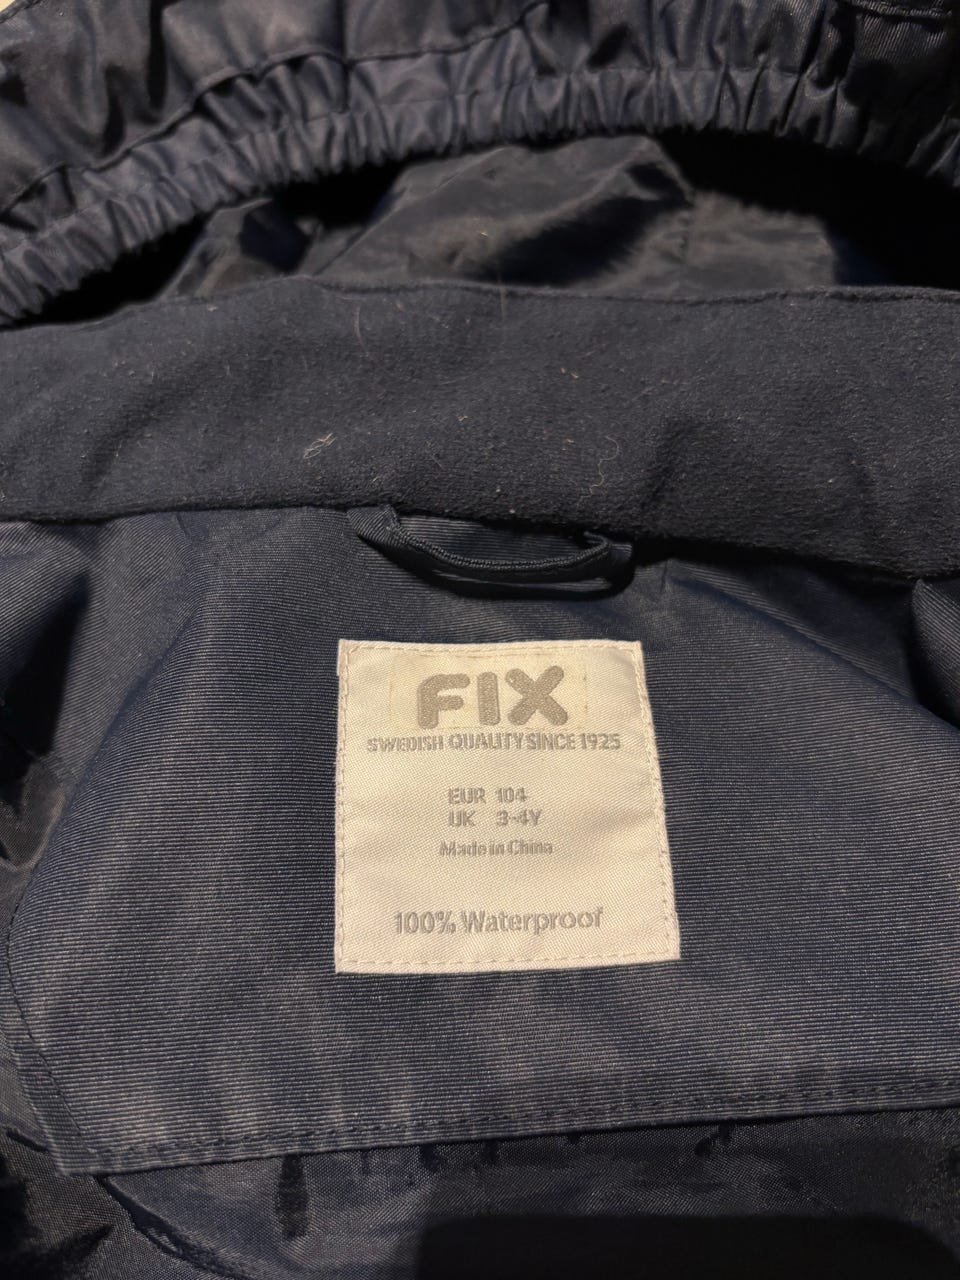 FIX
SWEDISH QUALITY SINCE 1925
EUR 104
UK 3-4Y
Made in China
100% Waterproof